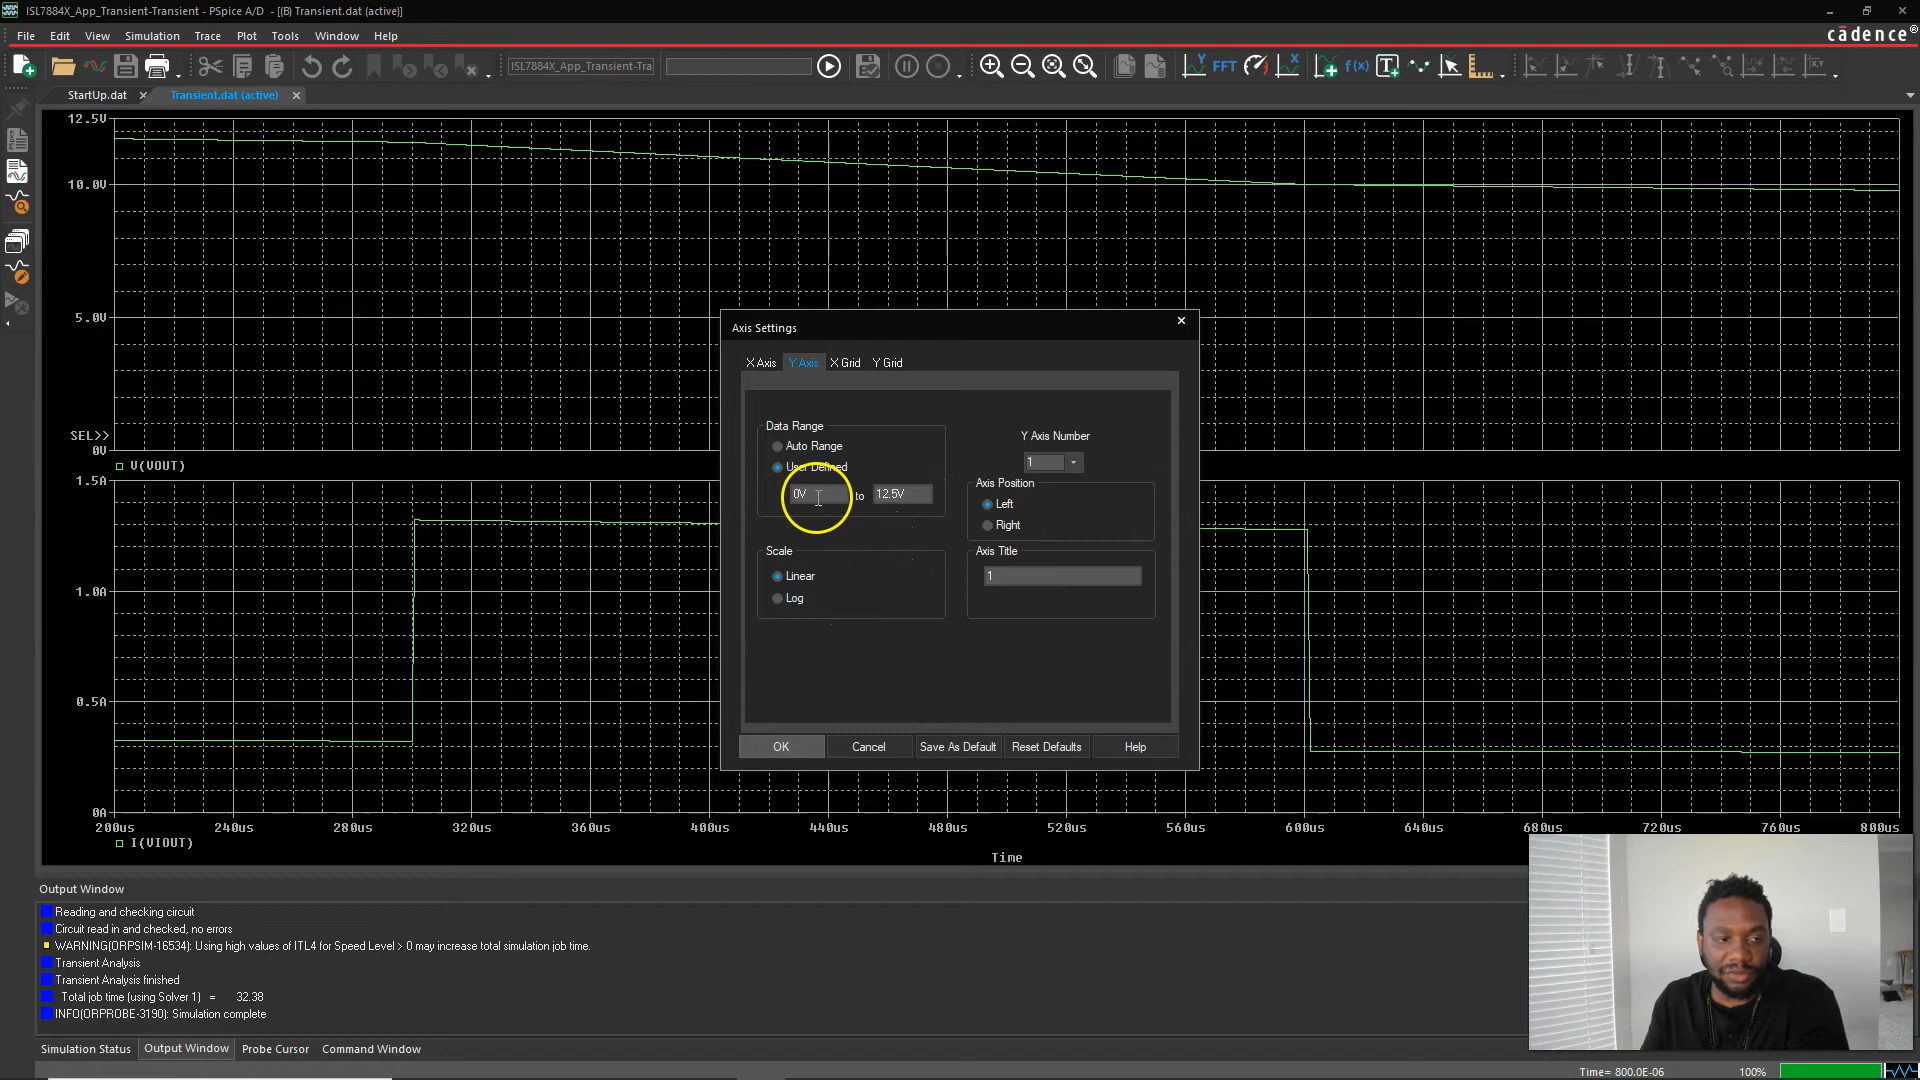 ISL7884X_App_Transient-Transient - PSpice A/D - [(B) Transient.dat (active)]
File Edit View Simulation Trace Plot Tools Window Help
cādence®
ISL7884X_App_Transient-Tra
Y FFT X f(x) T X,Y
StartUp.dat Transient.dat (active)
PSpice
12.5V
10.0V
5.0V
SEL>>
0V
V(VOUT)
1.5A
1.0A
0.5A
0A
200us 240us 280us 320us 360us 400us 440us 480us 520us 560us 600us 640us 680us 720us 760us 800us
I(VIOUT)
Time
Axis Settings
X Axis Y Axis X Grid Y Grid
Data Range
Auto Range
User Defined
0V to 12.5V
Y Axis Number
1
Axis Position
Left
Right
Scale
Linear
Log
Axis Title
1
OK Cancel Save As Default Reset Defaults Help
Output Window
Reading and checking circuit
Circuit read in and checked, no errors
WARNING(ORPSIM-16534): Using high values of ITL4 for Speed Level > 0 may increase total simulation job time.
Transient Analysis
Transient Analysis finished
Total job time (using Solver 1) = 32.38
INFO(ORPROBE-3190): Simulation complete
Simulation Status Output Window Probe Cursor Command Window
Time= 800.0E-06 100%